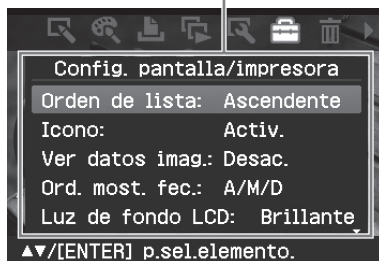 Config. pantalla/impresora
Orden de lista: Ascendente
Icono: Activ.
Ver datos imag.: Desac.
Ord. most. fec.: A/M/D
Luz de fondo LCD: Brillante
▲▼/[ENTER] p.sel.elemento.